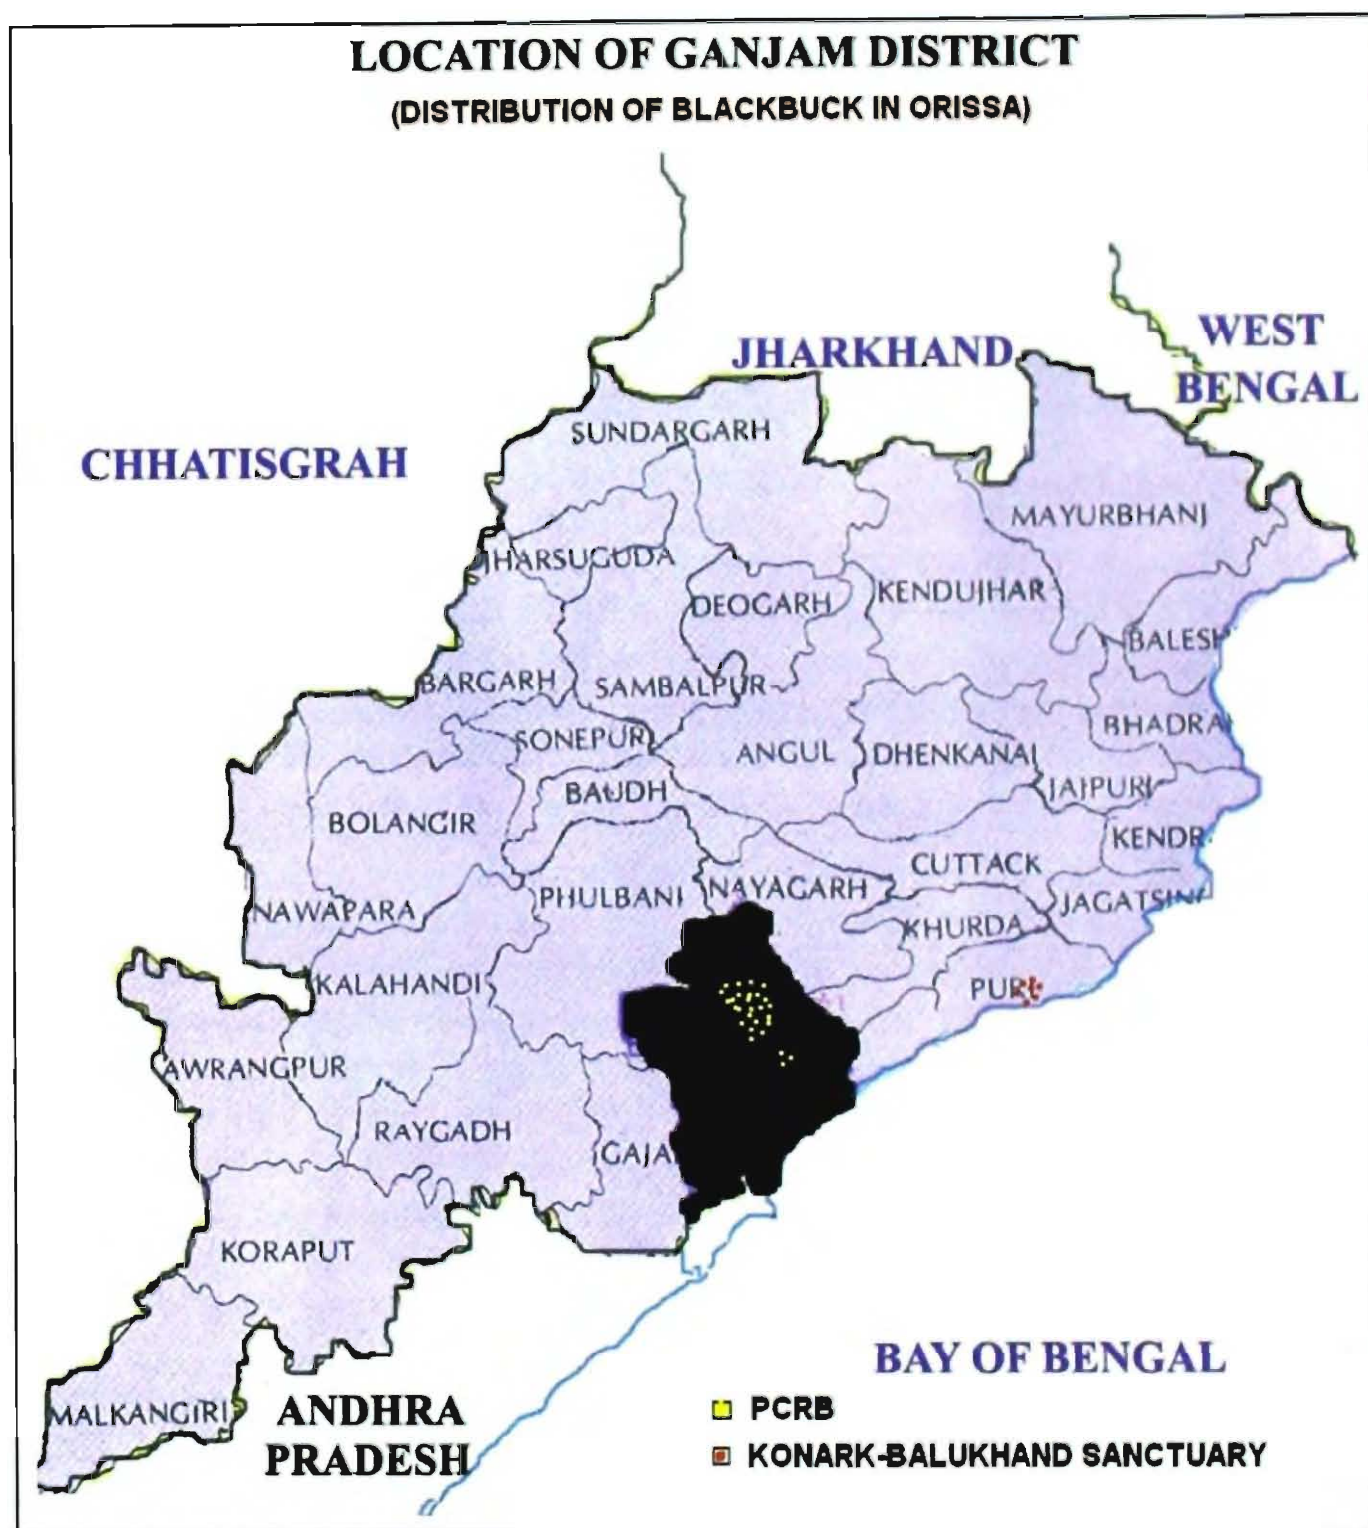 LOCATION OF GANJAM DISTRICT
(DISTRIBUTION OF BLACKBUCK IN ORISSA)
JHARKHAND
WEST
BENGAL
CHHATISGRAH
SUNDARGARH
MAYURBHANJ
JHARSUGUDA
DEOGARH
KENDUJHAR
BALESH
BARGARH
SAMBALPUR
SONEPUR
ANGUL
DHENKANAL
BHADRA
BAUDH
JAJPUR
BOLANGIR
KENDR
CUTTACK
PHULBANI
NAYAGARH
JAGATSIN
NAWAPARA
KHURDA
KALAHANDI
PURI
AWRANGPUR
RAYGADH
GAJA
KORAPUT
BAY OF BENGAL
MALKANGIRI
ANDHRA
PRADESH
PCRB
KONARK-BALUKHAND SANCTUARY